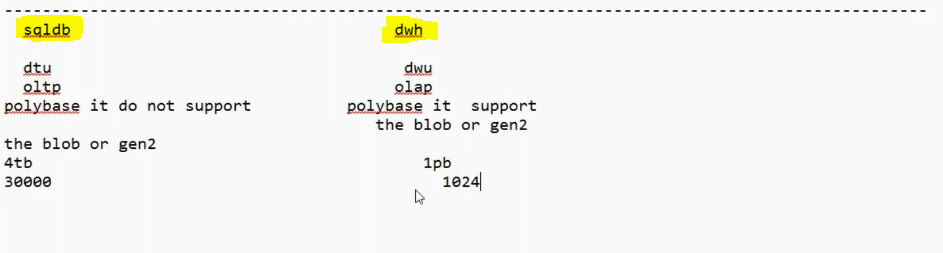 --------------------------------------------------------------------------------
sqldb dwh
dtu dwu
oltp olap
polybase it do not support polybase it  support
the blob or gen2
the blob or gen2
4tb 1pb
30000 1024